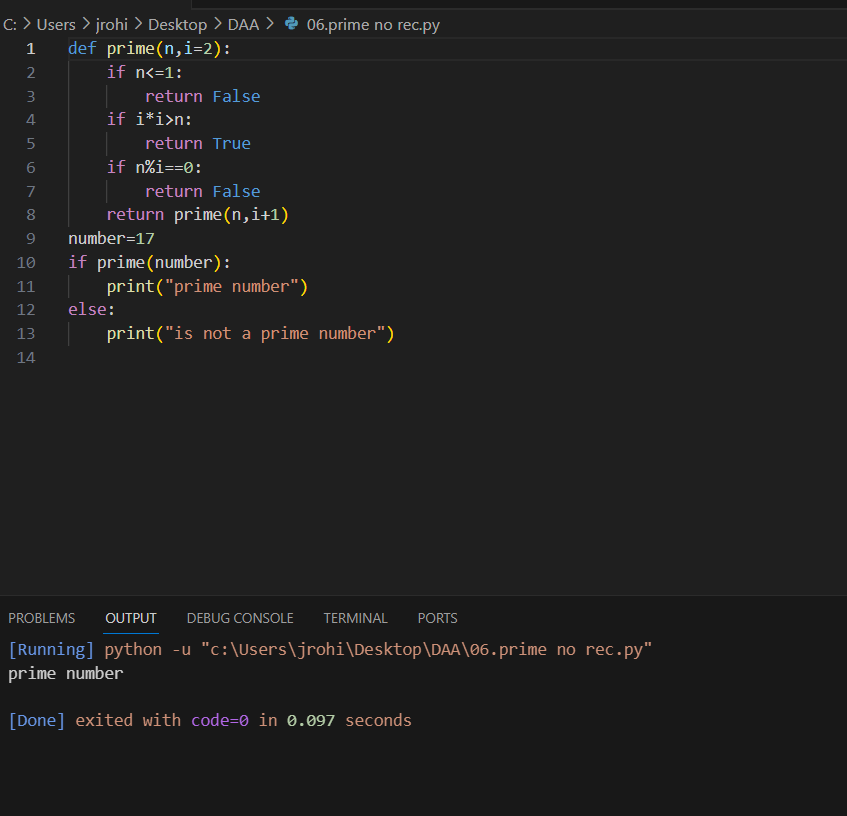 C: > Users > jrohi > Desktop > DAA > 06.prime no rec.py
1 def prime(n,i=2):
2     if n<=1:
3         return False
4     if i*i>n:
5         return True
6     if n%i==0:
7         return False
8     return prime(n,i+1)
9 number=17
10 if prime(number):
11     print("prime number")
12 else:
13     print("is not a prime number")
14
PROBLEMS OUTPUT DEBUG CONSOLE TERMINAL PORTS
[Running] python -u "c:\Users\jrohi\Desktop\DAA\06.prime no rec.py"
prime number
[Done] exited with code=0 in 0.097 seconds